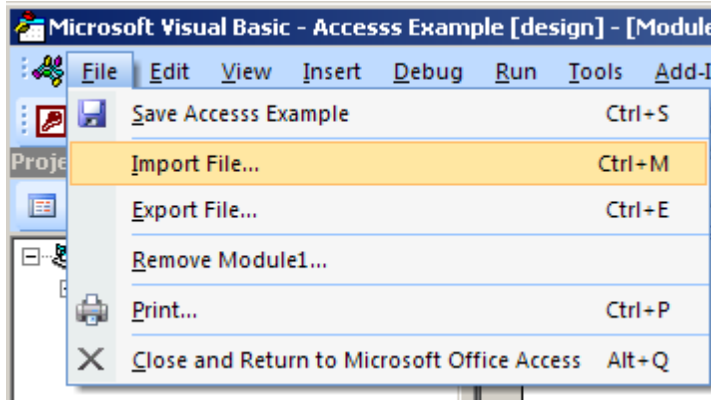 Microsoft Visual Basic - Accesss Example [design] - [Module
File Edit View Insert Debug Run Tools Add-I
Save Accesss Example Ctrl+S
Proje
Import File... Ctrl+M
Export File... Ctrl+E
Remove Module1...
Print... Ctrl+P
Close and Return to Microsoft Office Access Alt+Q